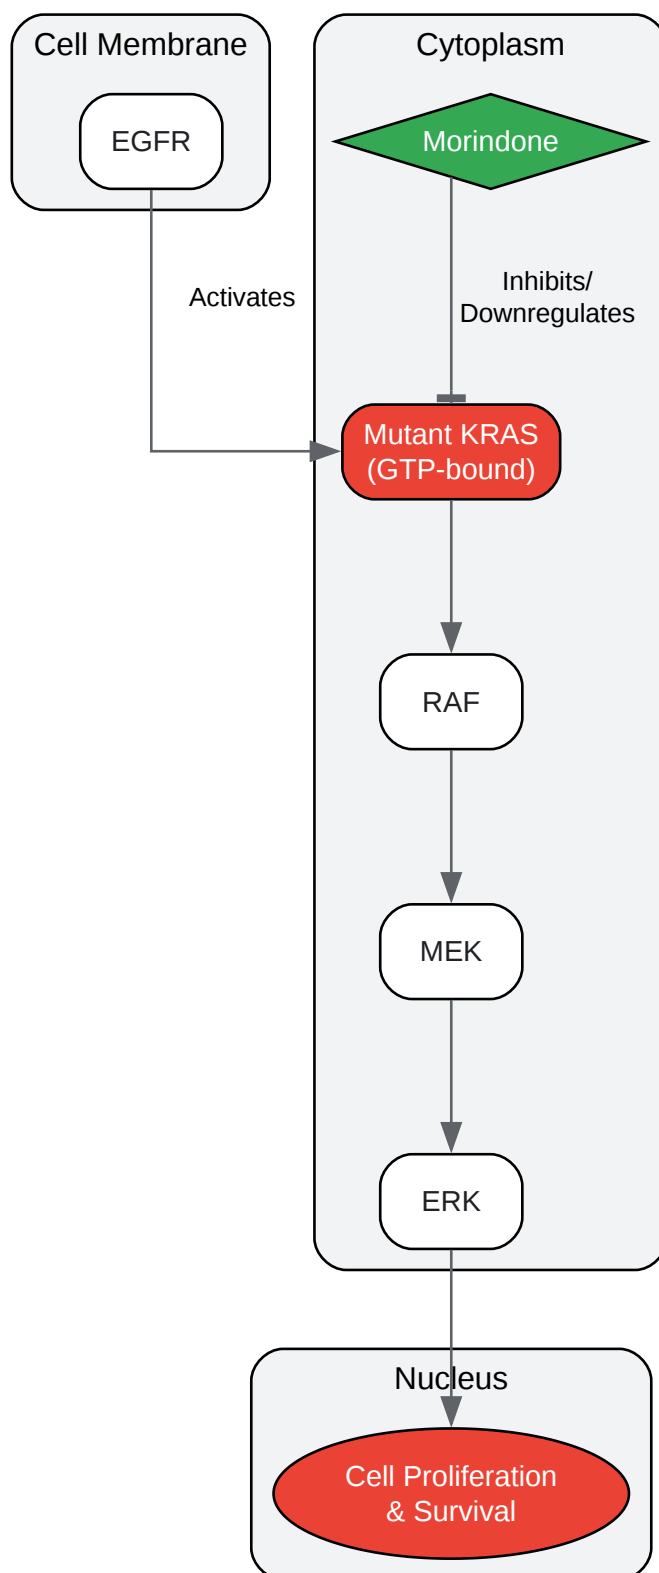 Cell Membrane
Cytoplasm
EGFR
Morindone
Activates
Inhibits/
Downregulates
Mutant KRAS
(GTP-bound)
RAF
MEK
ERK
Nucleus
Cell Proliferation
& Survival